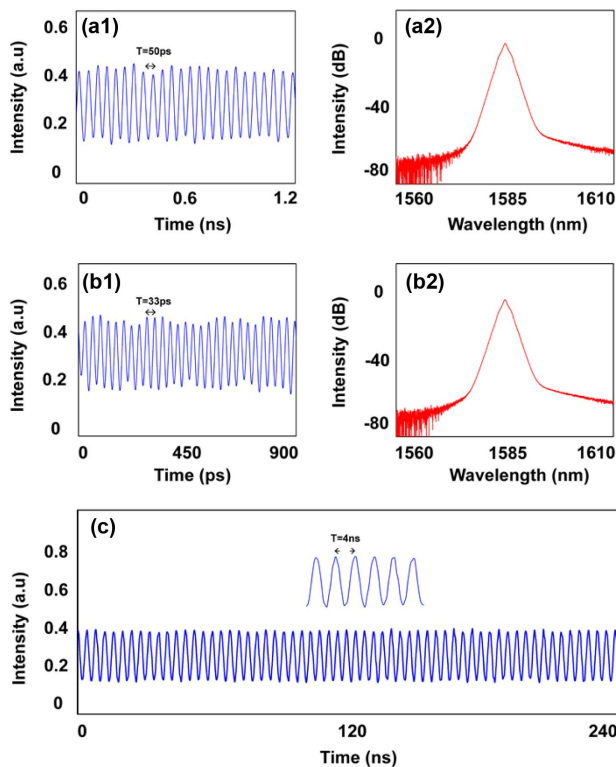 (a1)
T=50ps
Intensity (a.u)
0.6
0.4
0.2
0
0 0.6 1.2
Time (ns)
(a2)
Intensity (dB)
0
-40
-80
1560 1585 1610
Wavelength (nm)
(b1)
T=33ps
Intensity (a.u)
0.6
0.4
0.2
0
0 450 900
Time (ps)
(b2)
Intensity (dB)
0
-40
-80
1560 1585 1610
Wavelength (nm)
(c)
T=4ns
Intensity (a.u)
0.8
0.6
0.4
0.2
0
0 120 240
Time (ns)